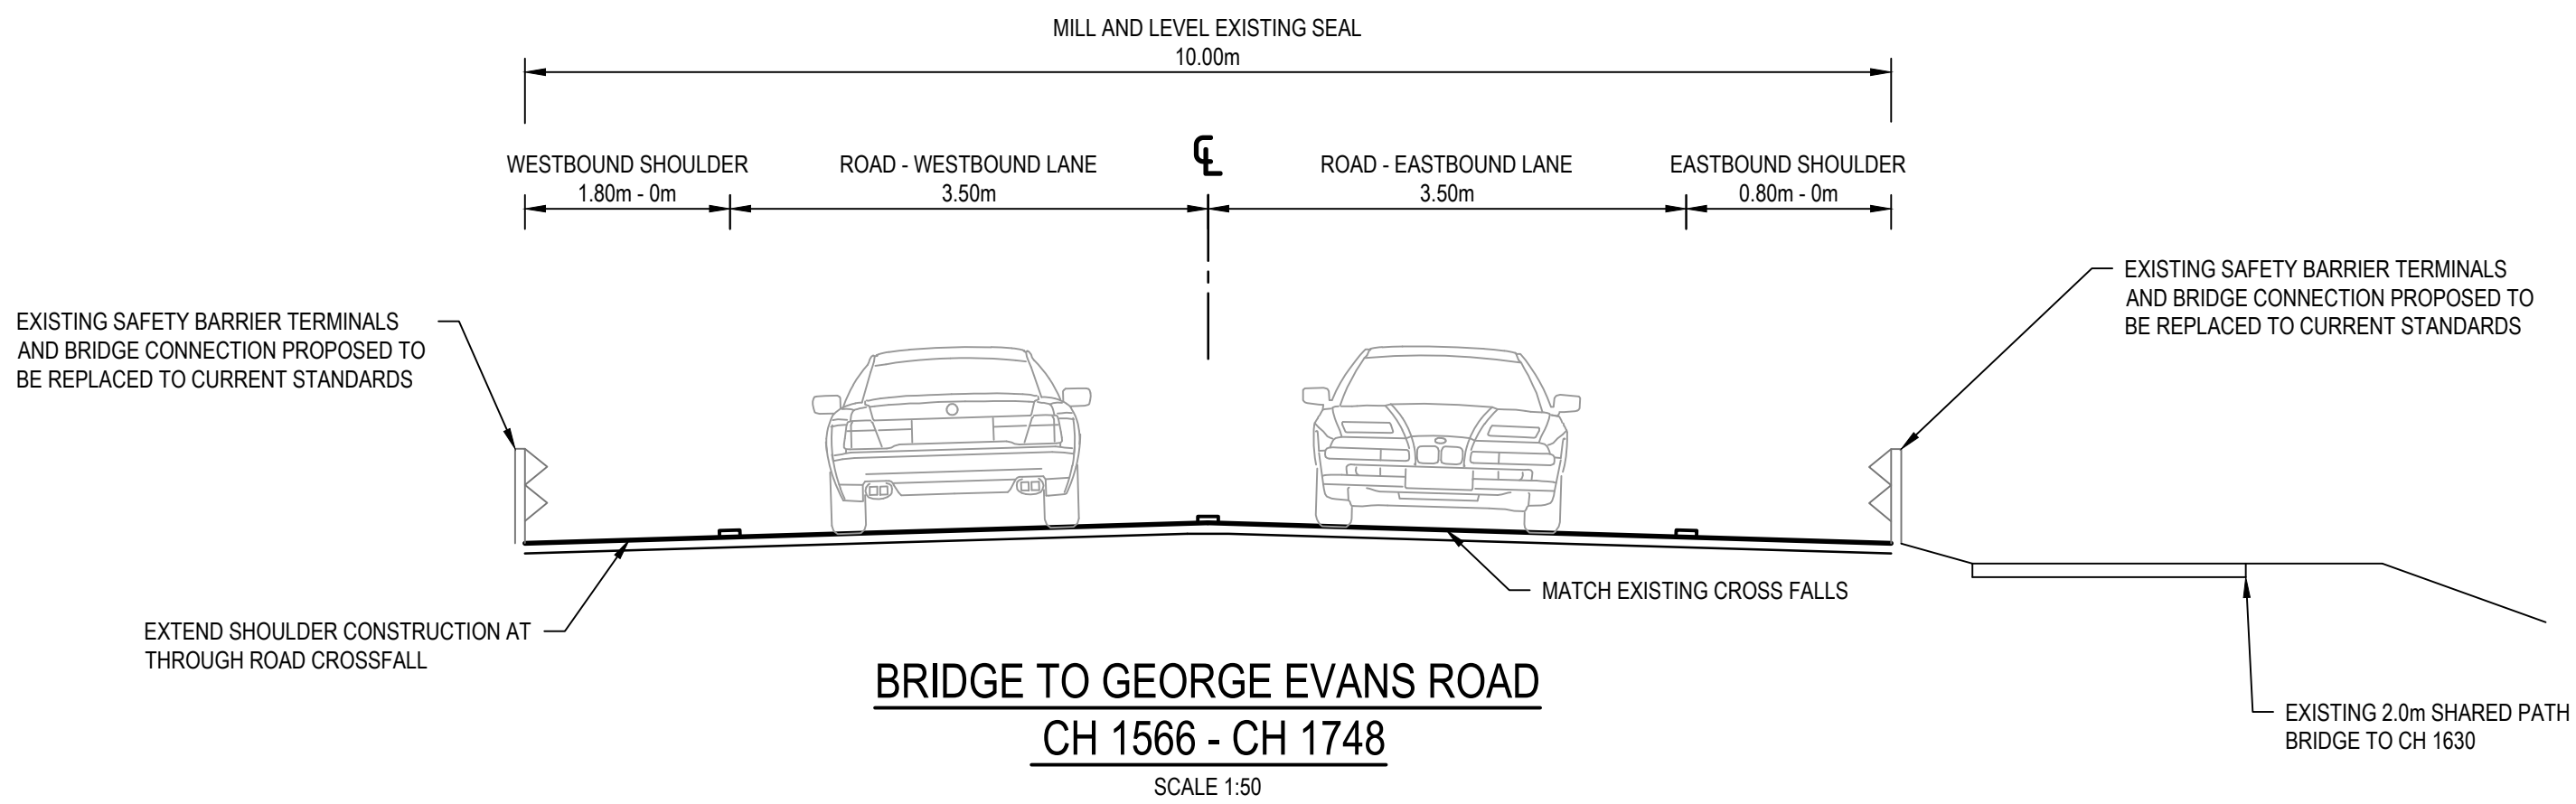 MILL AND LEVEL EXISTING SEAL
10.00m
WESTBOUND SHOULDER
1.80m - 0m
ROAD - WESTBOUND LANE
3.50m
℄
ROAD - EASTBOUND LANE
3.50m
EASTBOUND SHOULDER
0.80m - 0m
EXISTING SAFETY BARRIER TERMINALS
AND BRIDGE CONNECTION PROPOSED TO
BE REPLACED TO CURRENT STANDARDS
EXISTING SAFETY BARRIER TERMINALS
AND BRIDGE CONNECTION PROPOSED TO
BE REPLACED TO CURRENT STANDARDS
EXTEND SHOULDER CONSTRUCTION AT
THROUGH ROAD CROSSFALL
MATCH EXISTING CROSS FALLS
EXISTING 2.0m SHARED PATH
BRIDGE TO CH 1630
BRIDGE TO GEORGE EVANS ROAD
CH 1566 - CH 1748
SCALE 1:50